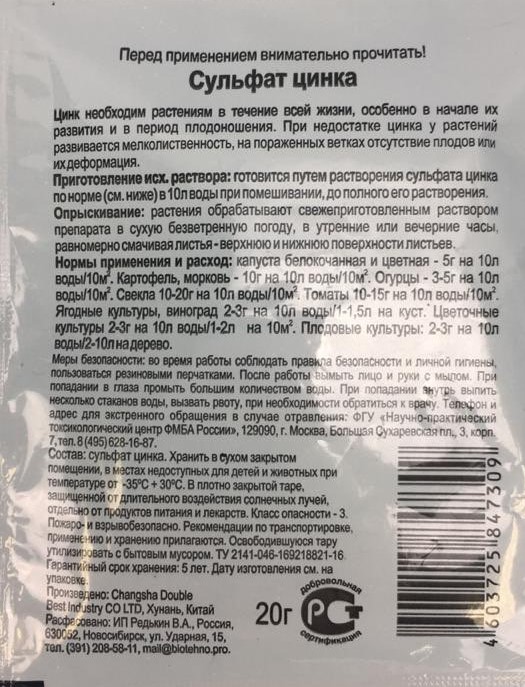 Перед применением внимательно прочитать!
Сульфат цинка
Цинк необходим растениям в течение всей жизни, особенно в начале их
развития и в период плодоношения. При недостатке цинка у растений
развивается мелколиственность, на пораженных ветках отсутствие плодов или
их деформация.
Приготовление исх. раствора: готовится путем растворения сульфата цинка
по норме (см. ниже) в 10л воды при помешивании, до полного его растворения.
Опрыскивание: растения обрабатывают свежеприготовленным раствором
препарата в сухую безветренную погоду, в утренние или вечерние часы,
равномерно смачивая листья - верхнюю и нижнюю поверхности листьев.
Нормы применения и расход: капуста белокочанная и цветная - 5г на 10л
воды/10м². Картофель, морковь - 10г на 10л воды/10м². Огурцы - 3-5г на 10л
воды/10м². Свекла 10-20г на 10л воды/10м². Томаты 10-15г на 10л воды/10м².
Ягодные культуры, виноград 2-3г на 10л воды/1-1,5л на куст. Цветочные
культуры 2-3г на 10л воды/1-2л на 10м². Плодовые культуры: 2-3г на 10л
воды/2-10л на дерево.
Меры безопасности: во время работы соблюдать правила безопасности и личной гигиены,
пользоваться резиновыми перчатками. После работы вымыть лицо и руки с мылом. При
попадании в глаза промыть большим количеством воды. При попадании внутрь выпить
несколько стаканов воды, вызвать рвоту, при необходимости обратиться к врачу. Телефон и
адрес для экстренного обращения в случае отравления: ФГУ «Научно-практический
токсикологический центр ФМБА России», 129090, г. Москва, Большая Сухаревская пл., 3, корп.
7, тел. 8 (495) 628-16-87.
Состав: сульфат цинка. Хранить в сухом закрытом
помещении, в местах недоступных для детей и животных при
температуре от -35°С + 30°С. В плотно закрытой таре,
защищенной от длительного воздействия солнечных лучей,
отдельно от продуктов питания и лекарств. Класс опасности - 3.
Пожаро- и взрывобезопасно. Рекомендации по транспортировке,
применению и хранению прилагаются. Освободившуюся тару
утилизировать с бытовым мусором. ТУ 2141-046-169218821-16
Гарантийный срок хранения: 5 лет. Дату изготовления см. на
упаковке.
Произведено: Changsha Double
Best Industry CO LTD, Хунань, Китай
Расфасовано: ИП Редькин В.А., Россия,
630052, Новосибирск, ул. Ударная, 15,
тел. (391) 208-58-11, mail@biotehno.pro.
20г
добровольная
РСТ
сертификация
4 603725 847309